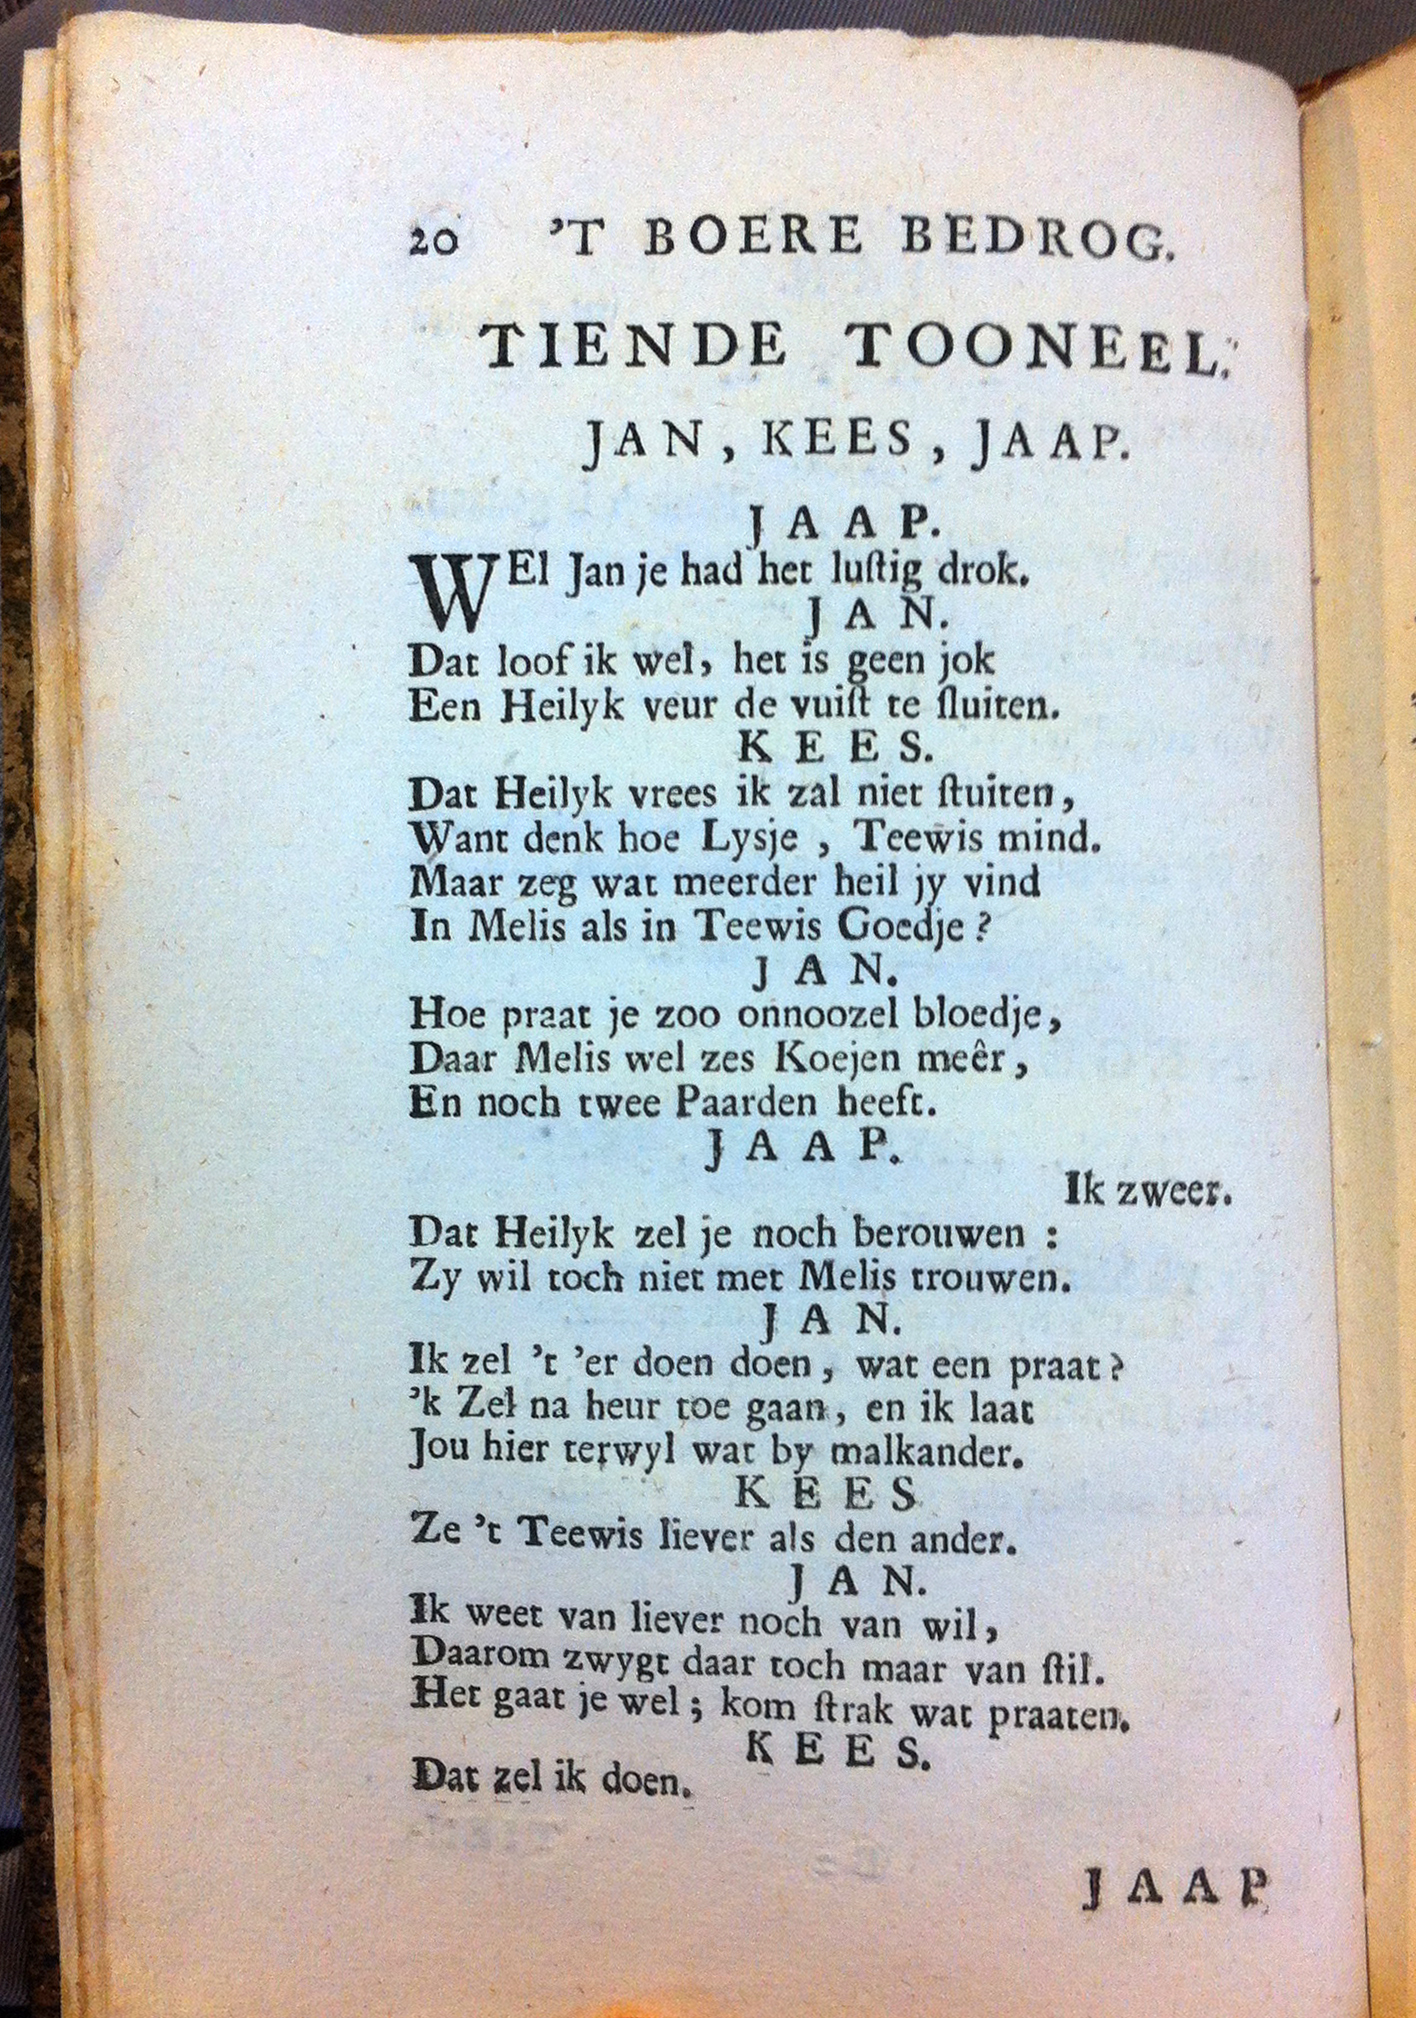 20 'T BOERE BEDROG.
TIENDE TOONEEL.
JAN, KEES, JAAP.
JAAP.
WEl Jan je had het luſtig drok.
JAN.
Dat loof ik wel, het is geen jok
Een Heilyk veur de vuiſt te ſluiten.
KEES.
Dat Heilyk vrees ik zal niet ſtuiten,
Want denk hoe Lysje, Teewis mind.
Maar zeg wat meerder heil jy vind
In Melis als in Teewis Goedje?
JAN.
Hoe praat je zoo onnoozel bloedje,
Daar Melis wel zes Koejen meêr,
En noch twee Paarden heeft.
JAAP.
Ik zweer.
Dat Heilyk zel je noch berouwen:
Zy wil toch niet met Melis trouwen.
JAN.
Ik zel 't 'er doen doen, wat een praat?
'k Zel na heur toe gaan, en ik laat
Jou hier terwyl wat by malkander.
KEES
Ze 't Teewis liever als den ander.
JAN.
Ik weet van liever noch van wil,
Daarom zwygt daar toch maar van ſtil.
Het gaat je wel; kom ſtrak wat praaten.
KEES.
Dat zel ik doen.
JAAP